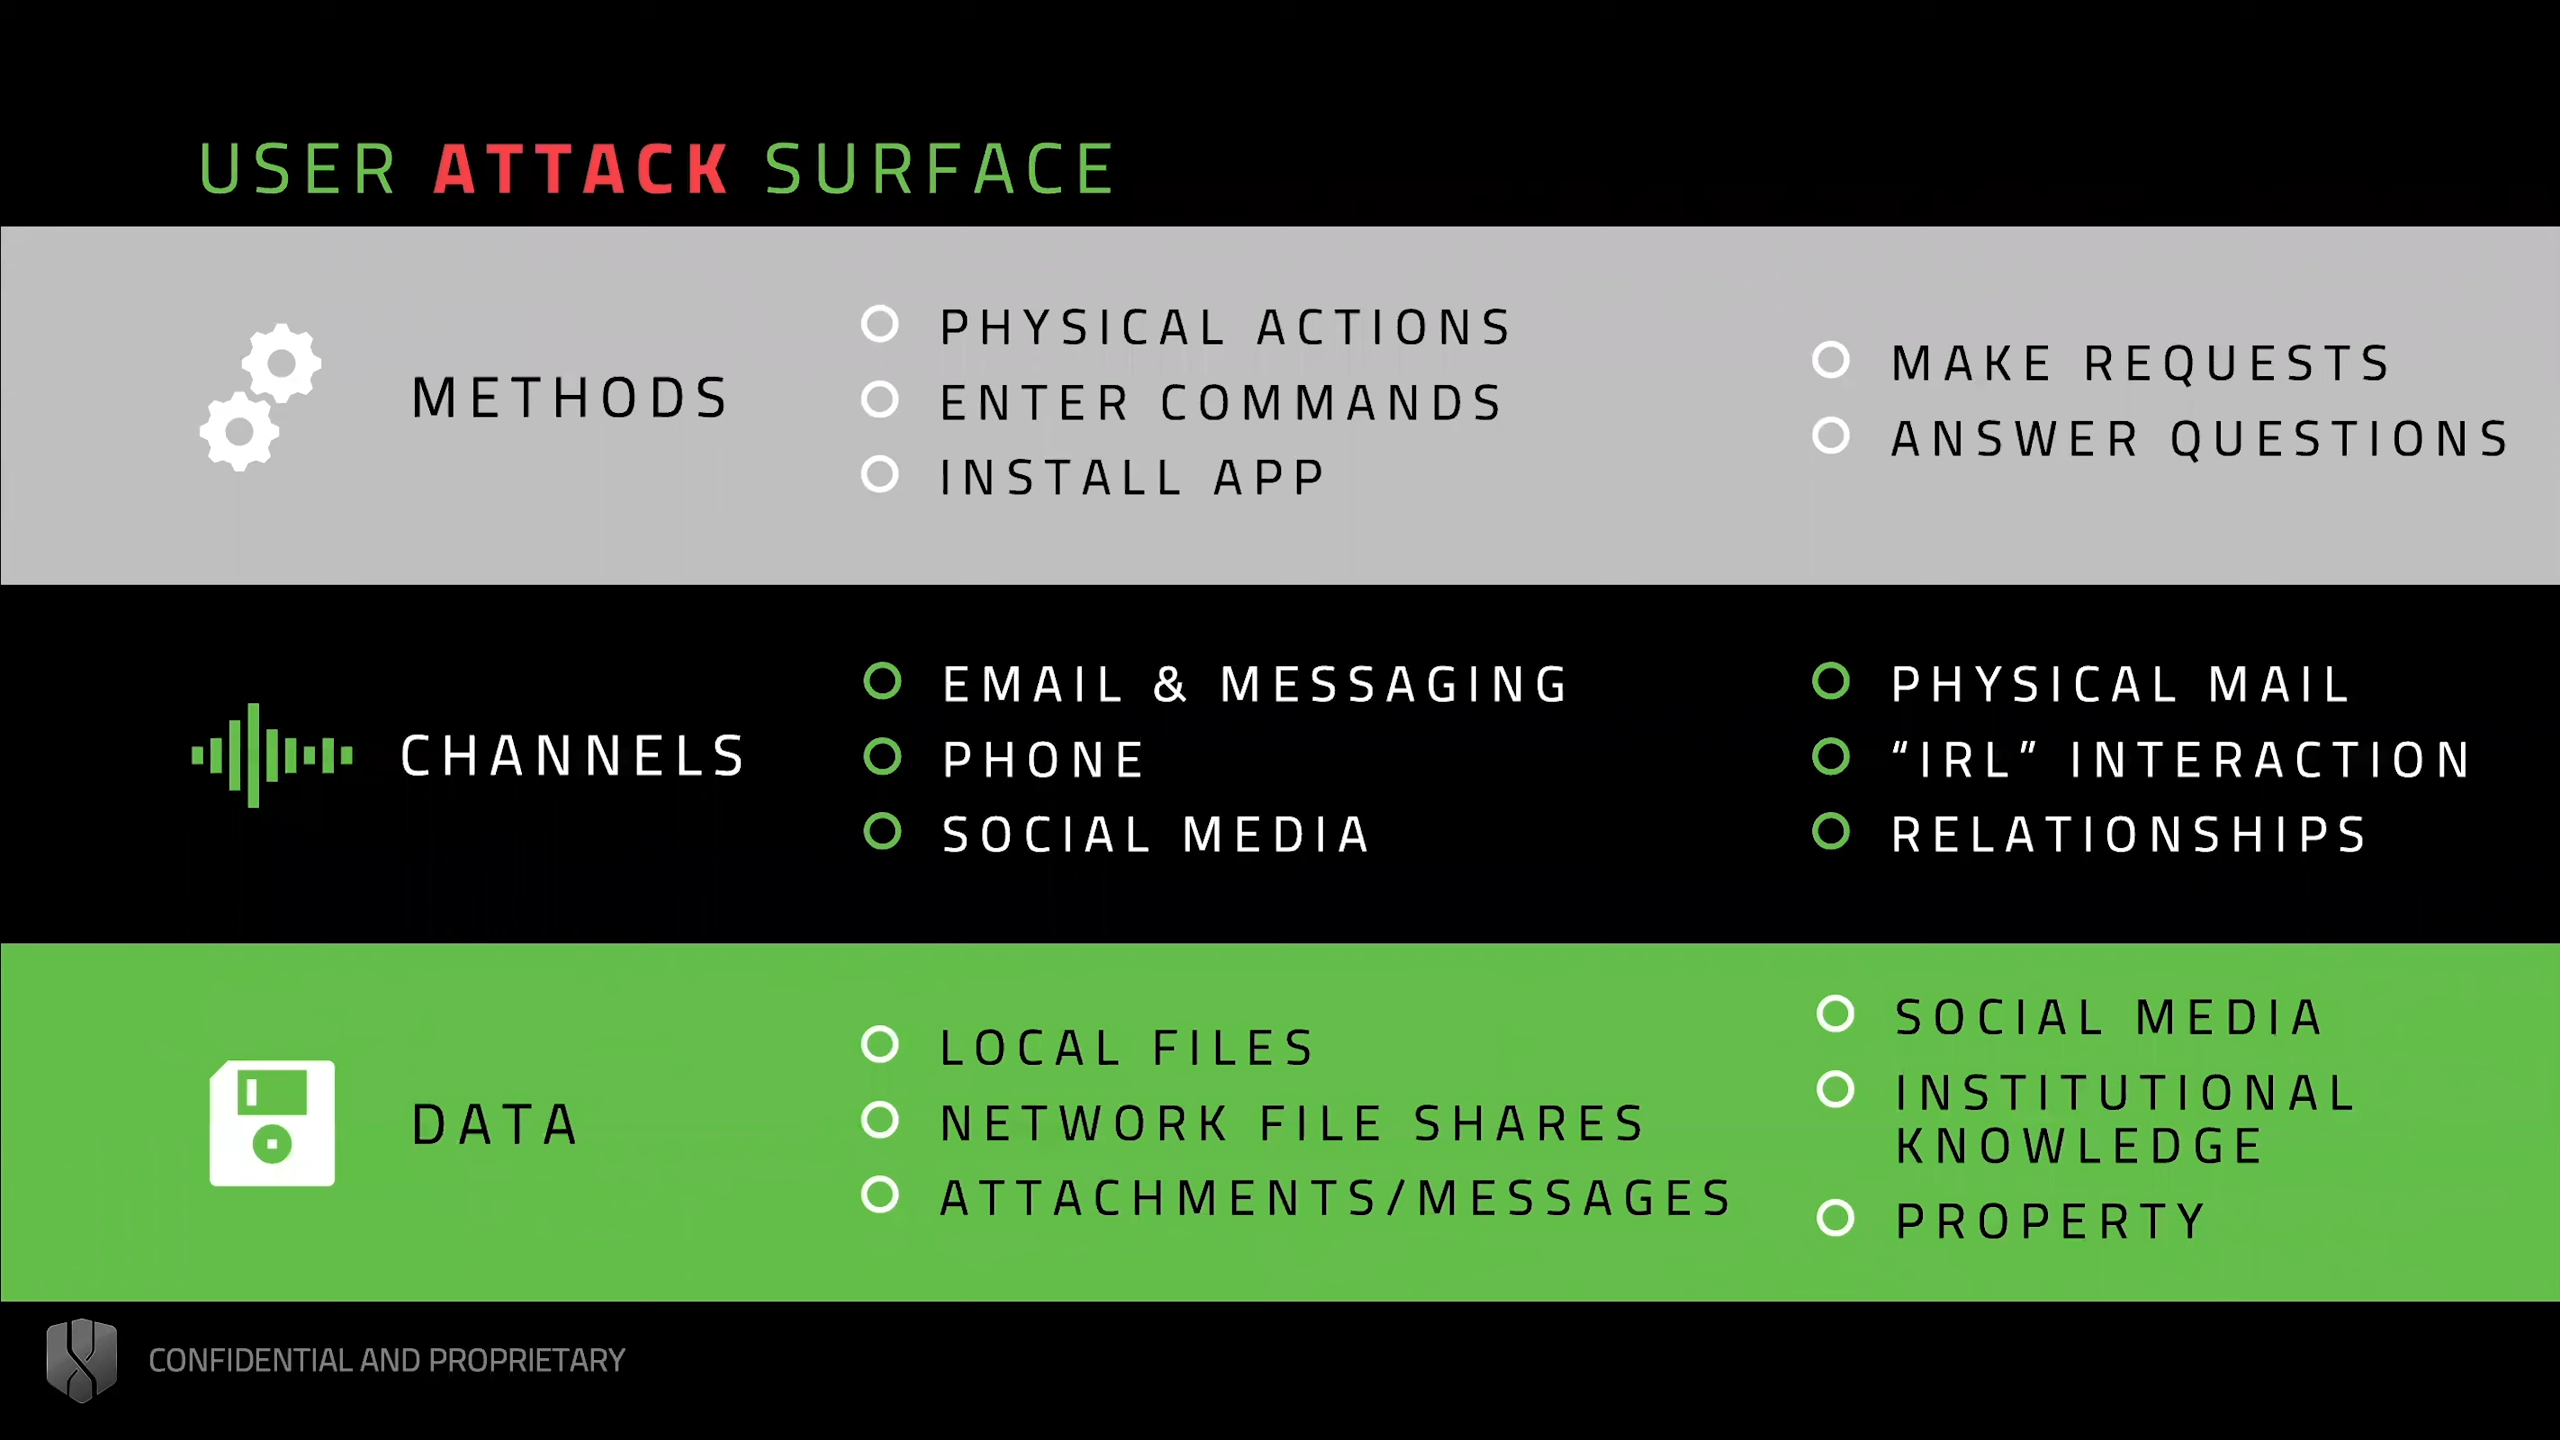 USER ATTACK SURFACE
METHODS
PHYSICAL ACTIONS
ENTER COMMANDS
INSTALL APP
MAKE REQUESTS
ANSWER QUESTIONS
CHANNELS
EMAIL & MESSAGING
PHONE
SOCIAL MEDIA
PHYSICAL MAIL
“IRL” INTERACTION
RELATIONSHIPS
DATA
LOCAL FILES
NETWORK FILE SHARES
ATTACHMENTS/MESSAGES
SOCIAL MEDIA
INSTITUTIONAL
KNOWLEDGE
PROPERTY
CONFIDENTIAL AND PROPRIETARY